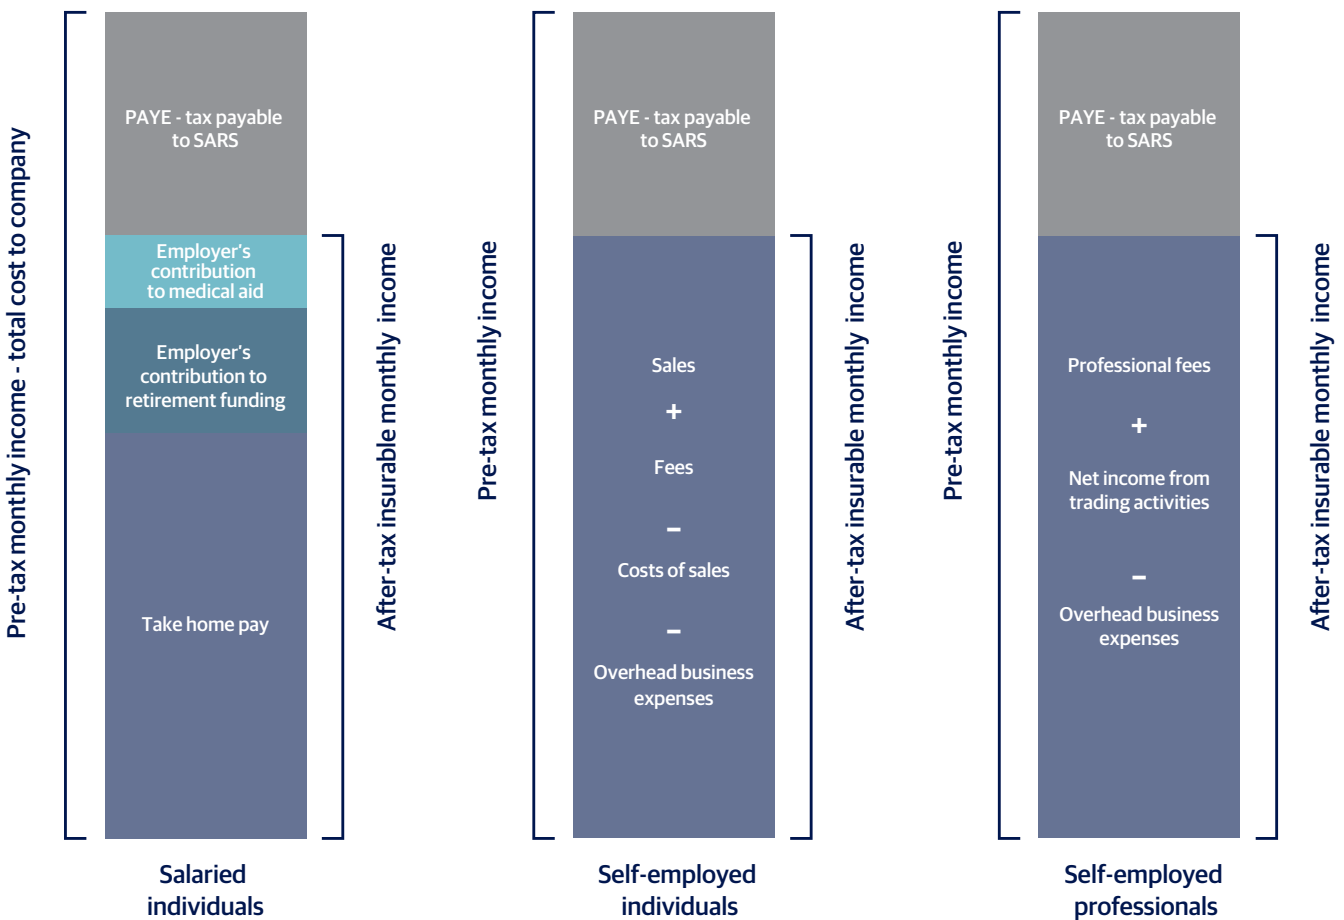 Pre-tax monthly income - total cost to company
PAYE - tax payable
to SARS
Employer's
contribution
to medical aid
Employer's
contribution to
retirement funding
Take home pay
After-tax insurable monthly income
Salaried
individuals
Pre-tax monthly income
PAYE - tax payable
to SARS
Sales
+
Fees
–
Costs of sales
–
Overhead business
expenses
After-tax insurable monthly income
Self-employed
individuals
Pre-tax monthly income
PAYE - tax payable
to SARS
Professional fees
+
Net income from
trading activities
–
Overhead business
expenses
After-tax insurable monthly income
Self-employed
professionals